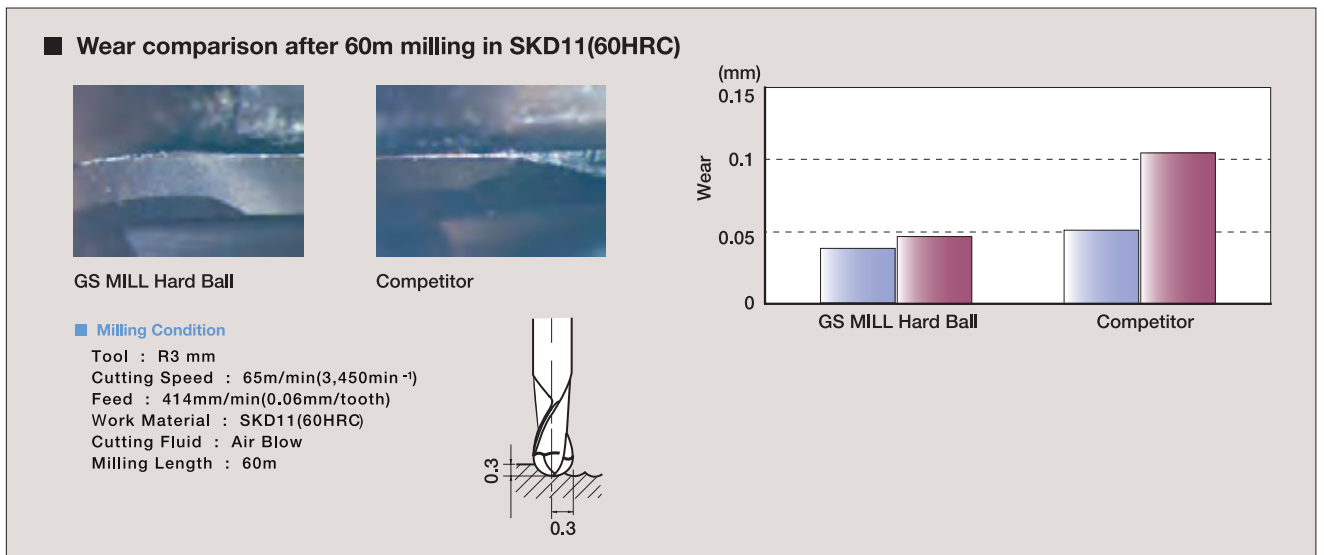 ■ Wear comparison after 60m milling in SKD11(60HRC)
GS MILL Hard Ball
Competitor
■ Milling Condition
Tool : R3 mm
Cutting Speed : 65m/min(3,450min⁻¹)
Feed : 414mm/min(0.06mm/tooth)
Work Material : SKD11(60HRC)
Cutting Fluid : Air Blow
Milling Length : 60m
0.3
0.3
(mm)
0.15
0.1
0.05
0
Wear
GS MILL Hard Ball
Competitor